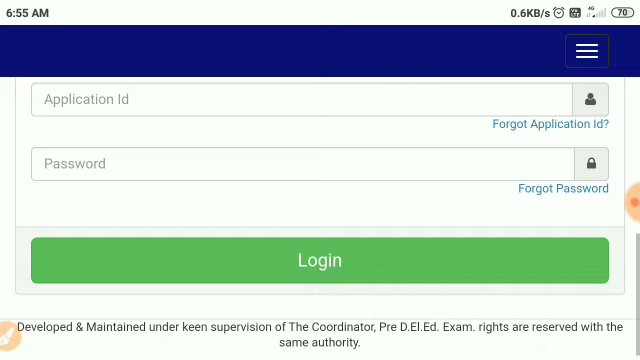 6:55 AM 0.6KB/s 4G 70
Application Id
Forgot Application Id?
Password
Forgot Password
Login
Developed & Maintained under keen supervision of The Coordinator, Pre D.El.Ed. Exam. rights are reserved with the
same authority.